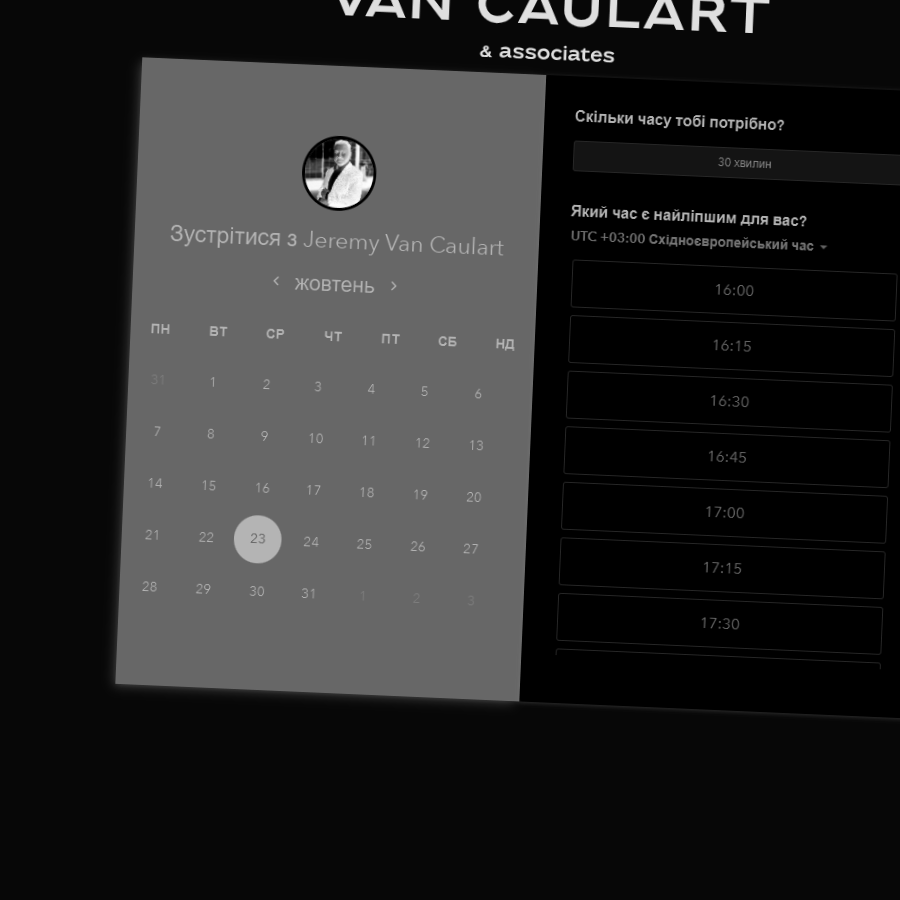 VAN CAULART
& associates
Зустрітися з Jeremy Van Caulart
жовтень
ПН ВТ СР ЧТ ПТ СБ НД
31 1 2 3 4 5 6
7 8 9 10 11 12 13
14 15 16 17 18 19 20
21 22 23 24 25 26 27
28 29 30 31 1 2 3
Скільки часу тобі потрібно?
30 хвилин
Який час є найліпшим для вас?
UTC +03:00 Східноєвропейський час
16:00
16:15
16:30
16:45
17:00
17:15
17:30